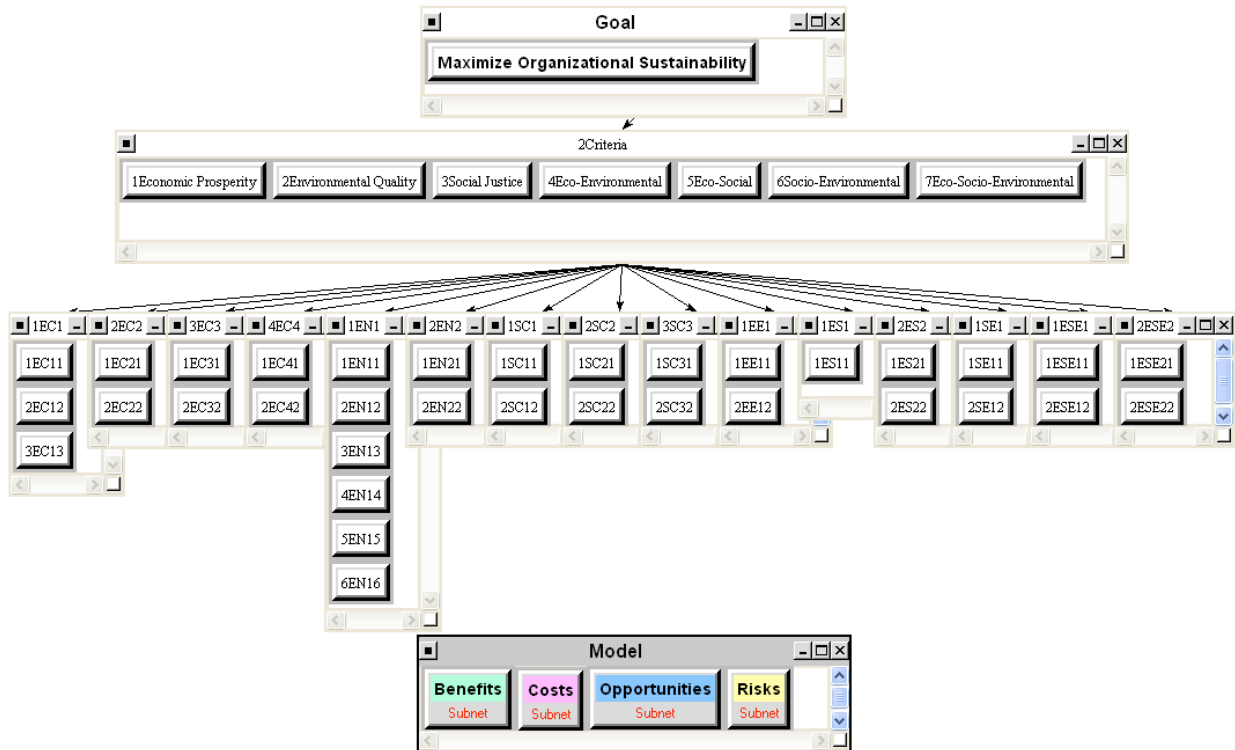 Goal
Maximize Organizational Sustainability
2Criteria
1Economic Prosperity 2Environmental Quality 3Social Justice 4Eco-Environmental 5Eco-Social 6Socio-Environmental 7Eco-Socio-Environmental
1EC1 2EC2 3EC3 4EC4 1EN1 2EN2 1SC1 2SC2 3SC3 1EE1 1ES1 2ES2 1SE1 1ESE1 2ESE2
1EC11 1EC21 1EC31 1EC41 1EN11 1EN21 1SC11 1SC21 1SC31 1EE11 1ES11 1ES21 1SE11 1ESE11 1ESE21
2EC12 2EC22 2EC32 2EC42 2EN12 2EN22 2SC12 2SC22 2SC32 2EE12 2ES22 2SE12 2ESE12 2ESE22
3EC13 3EN13
4EN14
5EN15
6EN16
Model
Benefits Costs Opportunities Risks
Subnet Subnet Subnet Subnet